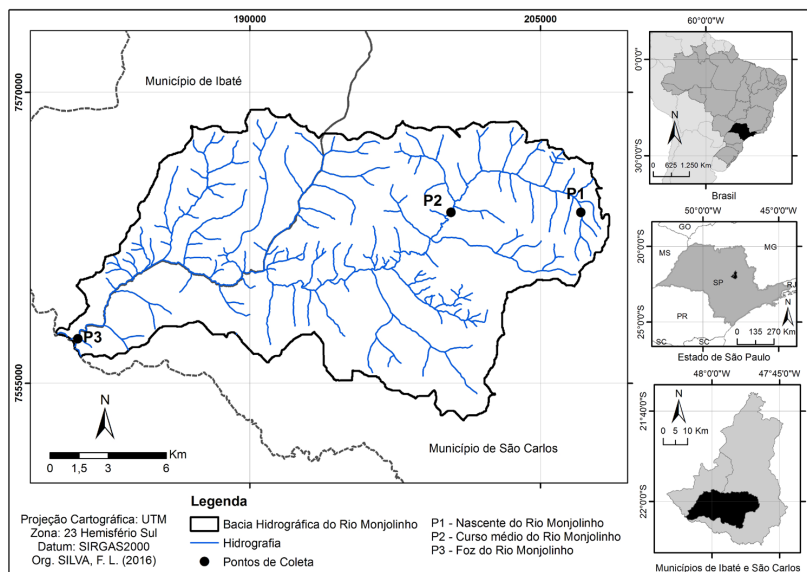 190000
205000
7570000
7555000
Município de Ibaté
P1
P2
P3
Município de São Carlos
N
Km
0 1,5 3 6
60°0'0"W
0°0'0"
30°0'0"S
N
0 625 1.250 Km
Brasil
50°0'0"W 45°0'0"W
20°0'0"S
25°0'0"S
GO
MS
MG
SP
RJ
PR
SC SC
N
0 135 270 Km
Estado de São Paulo
48°0'0"W 47°45'0"W
21°40'0"S
22°0'0"S
N
0 5 10 Km
Municípios de Ibaté e São Carlos
Projeção Cartográfica: UTM
Zona: 23 Hemisfério Sul
Datum: SIRGAS2000
Org. SILVA, F. L. (2016)
Legenda
Bacia Hidrográfica do Rio Monjolinho
Hidrografia
Pontos de Coleta
P1 - Nascente do Rio Monjolinho
P2 - Curso médio do Rio Monjolinho
P3 - Foz do Rio Monjolinho